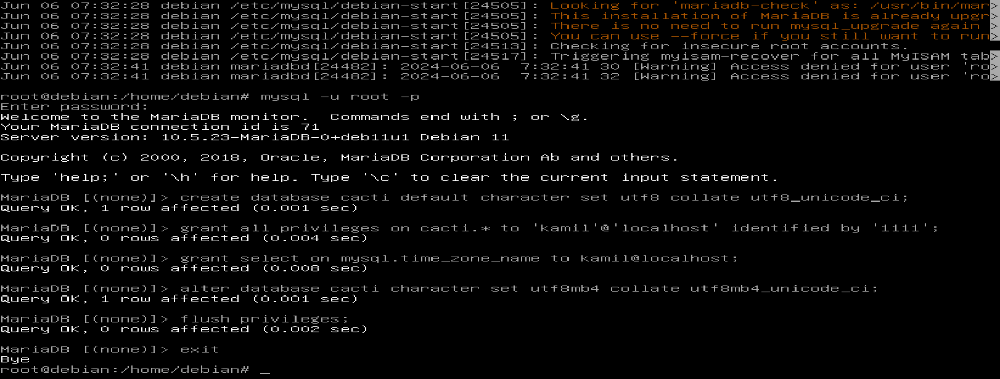 Jun 06 07:32:28 debian /etc/mysql/debian-start[24505]: Looking for 'mariadb-check' as: /usr/bin/mar>
Jun 06 07:32:28 debian /etc/mysql/debian-start[24505]: This installation of MariaDB is already upgr>
Jun 06 07:32:28 debian /etc/mysql/debian-start[24505]: There is no need to run mysql_upgrade again >
Jun 06 07:32:28 debian /etc/mysql/debian-start[24505]: You can use --force if you still want to run>
Jun 06 07:32:28 debian /etc/mysql/debian-start[24513]: Checking for insecure root accounts.
Jun 06 07:32:28 debian /etc/mysql/debian-start[24517]: Triggering myisam-recover for all MyISAM tab>
Jun 06 07:32:41 debian mariadbd[24482]: 2024-06-06  7:32:41 30 [Warning] Access denied for user 'ro>
Jun 06 07:32:41 debian mariadbd[24482]: 2024-06-06  7:32:41 32 [Warning] Access denied for user 'ro>
root@debian:/home/debian# mysql -u root -p
Enter password:
Welcome to the MariaDB monitor.  Commands end with ; or \g.
Your MariaDB connection id is 71
Server version: 10.5.23-MariaDB-0+deb11u1 Debian 11
Copyright (c) 2000, 2018, Oracle, MariaDB Corporation Ab and others.
Type 'help;' or '\h' for help. Type '\c' to clear the current input statement.
MariaDB [(none)]> create database cacti default character set utf8 collate utf8_unicode_ci;
Query OK, 1 row affected (0.001 sec)
MariaDB [(none)]> grant all privileges on cacti.* to 'kamil'@'localhost' identified by '1111';
Query OK, 0 rows affected (0.004 sec)
MariaDB [(none)]> grant select on mysql.time_zone_name to kamil@localhost;
Query OK, 0 rows affected (0.008 sec)
MariaDB [(none)]> alter database cacti character set utf8mb4 collate utf8mb4_unicode_ci;
Query OK, 1 row affected (0.001 sec)
MariaDB [(none)]> flush privileges;
Query OK, 0 rows affected (0.002 sec)
MariaDB [(none)]> exit
Bye
root@debian:/home/debian# _